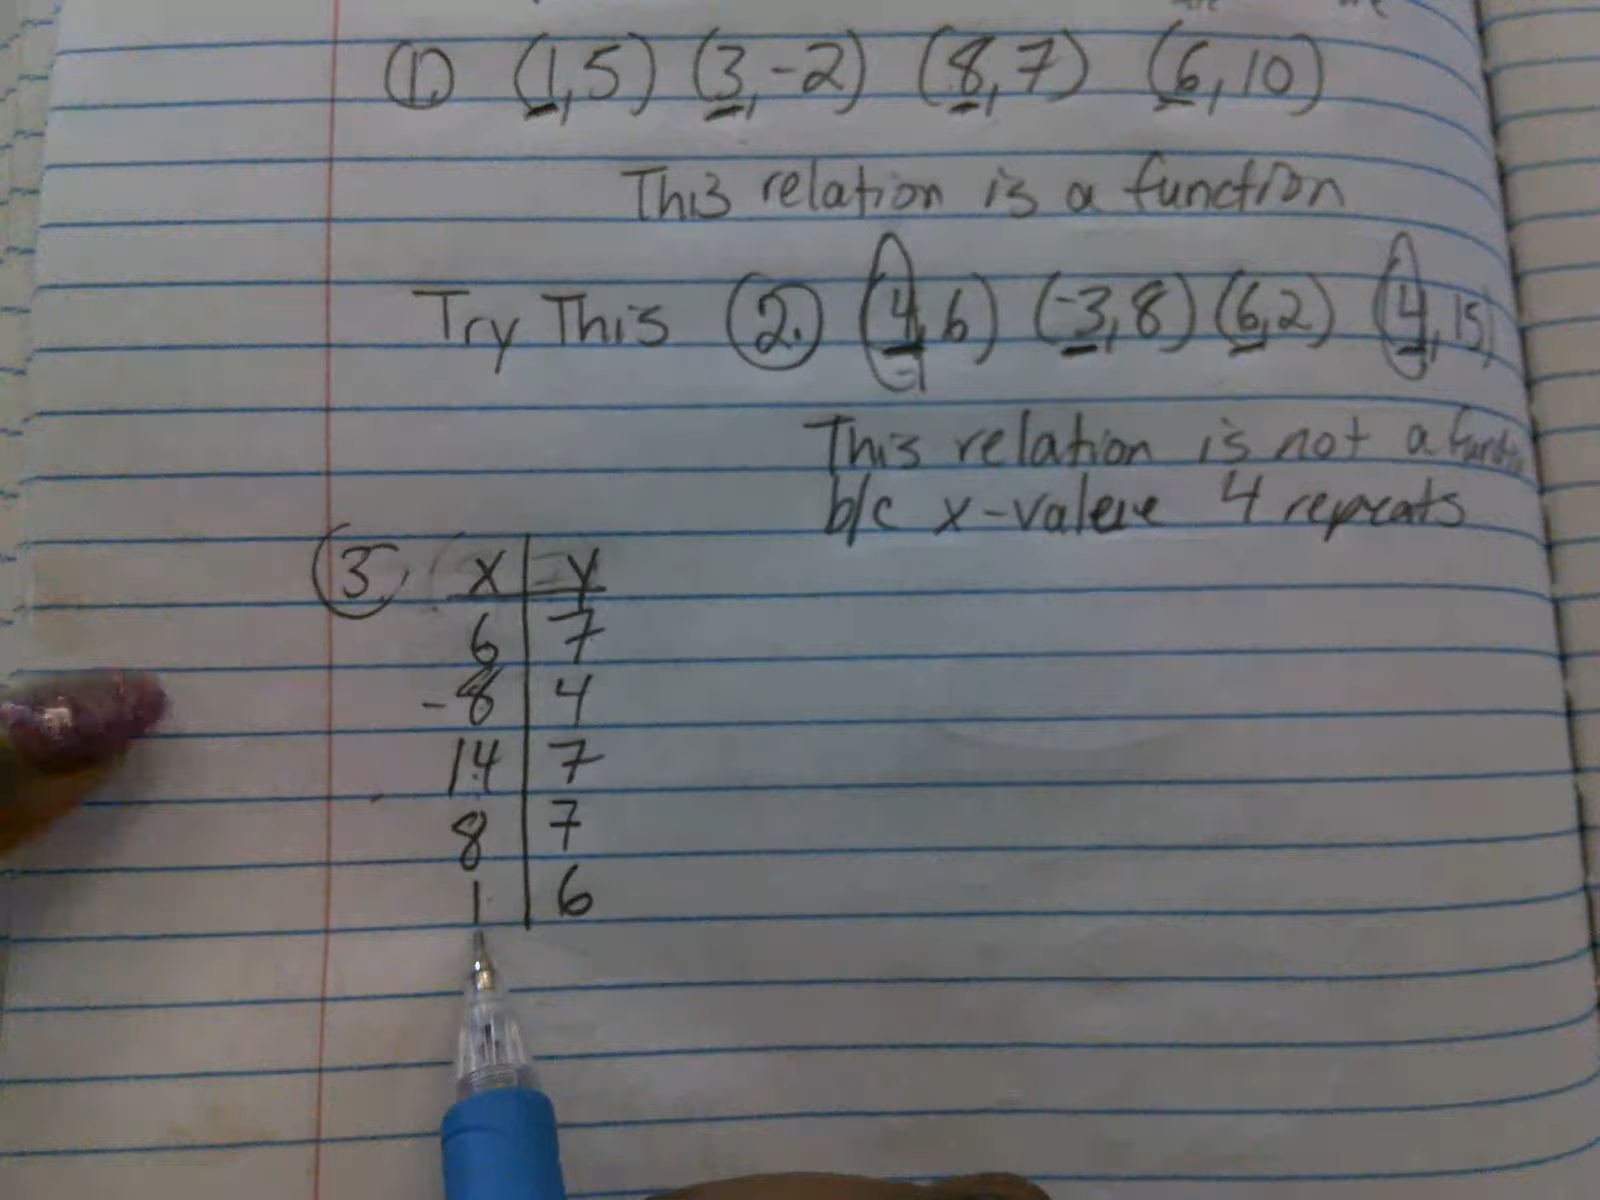 1. (1,5) (3,-2) (8,7) (6,10)
This relation is a function
Try This 2. (4,6) (-3,8) (6,2) (4,15)
This relation is not a
b/c x-value 4 repeats
3. x y
6 7
-8 4
14 7
8 7
1 6